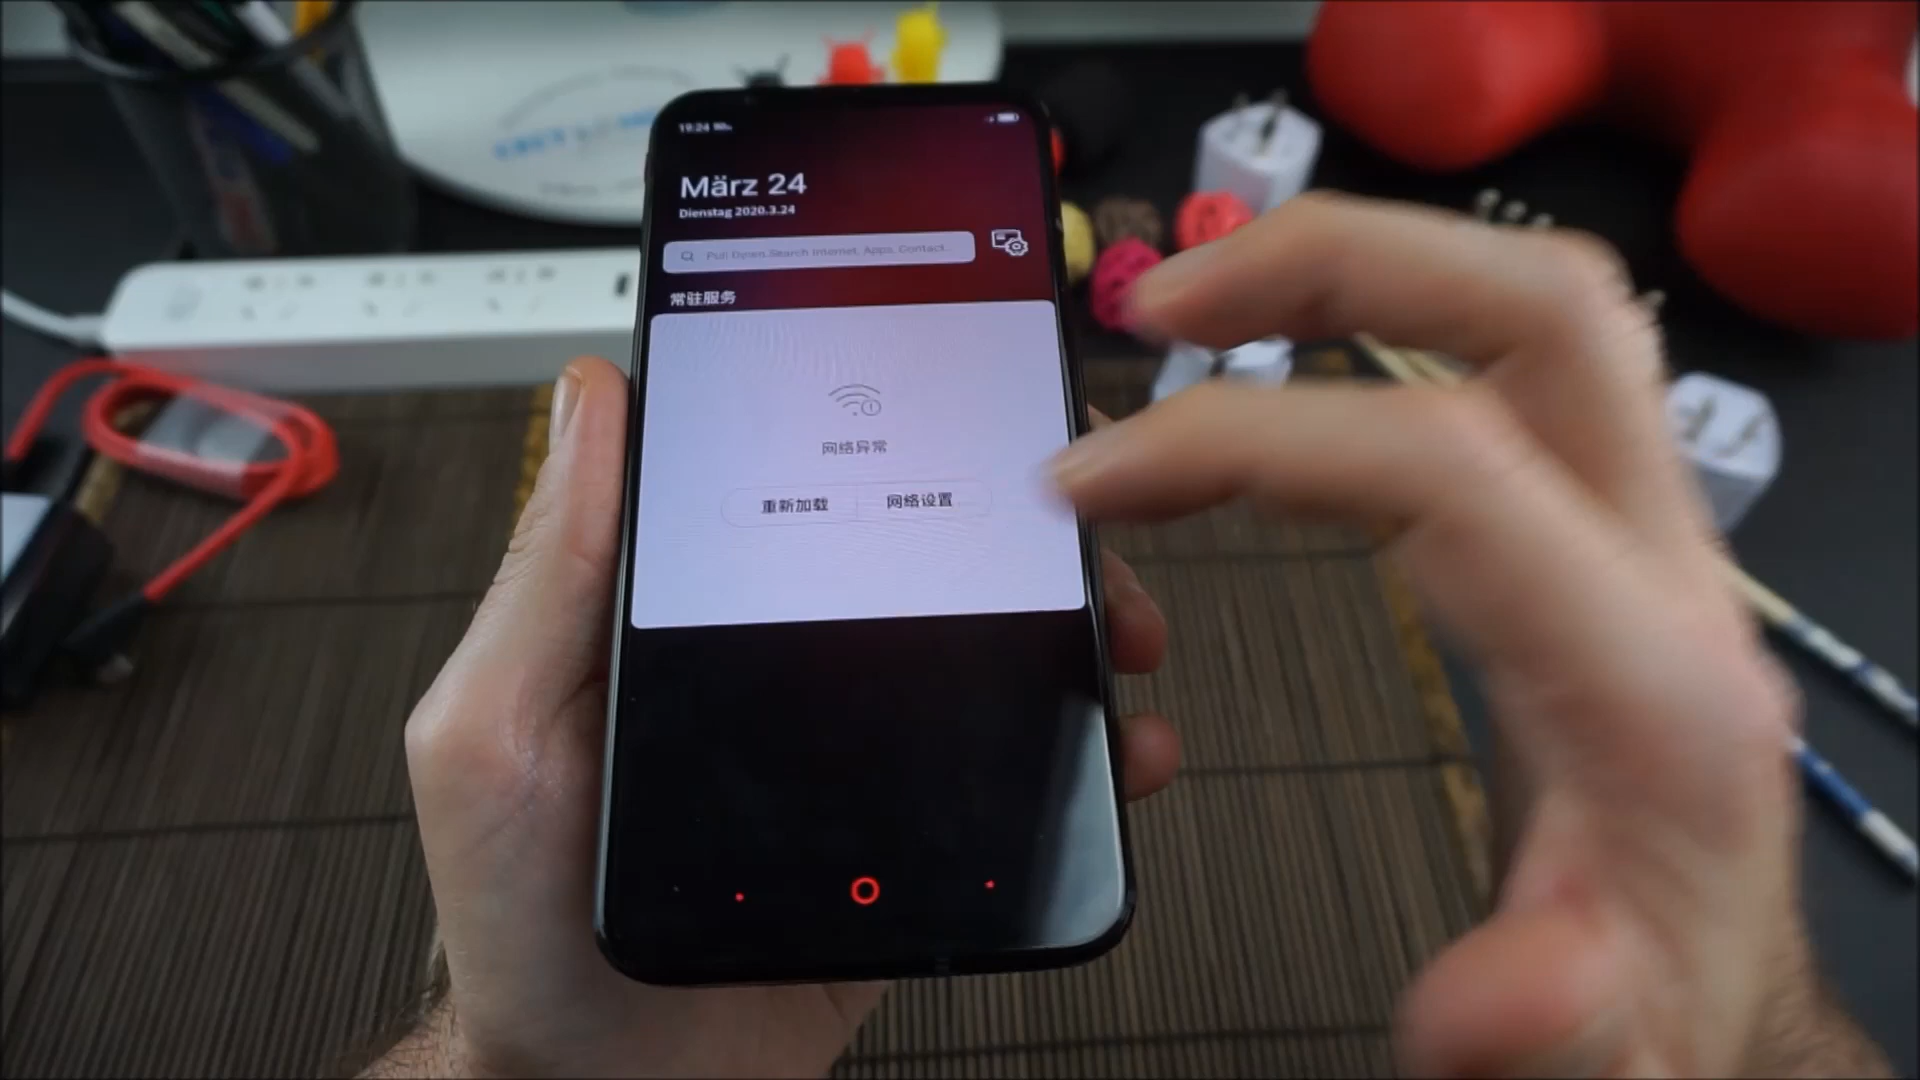 19:24
März 24
Dienstag 2020.3.24
Pull Down,Search Internet, Apps, Contact...
常驻服务
网络异常
重新加载
网络设置